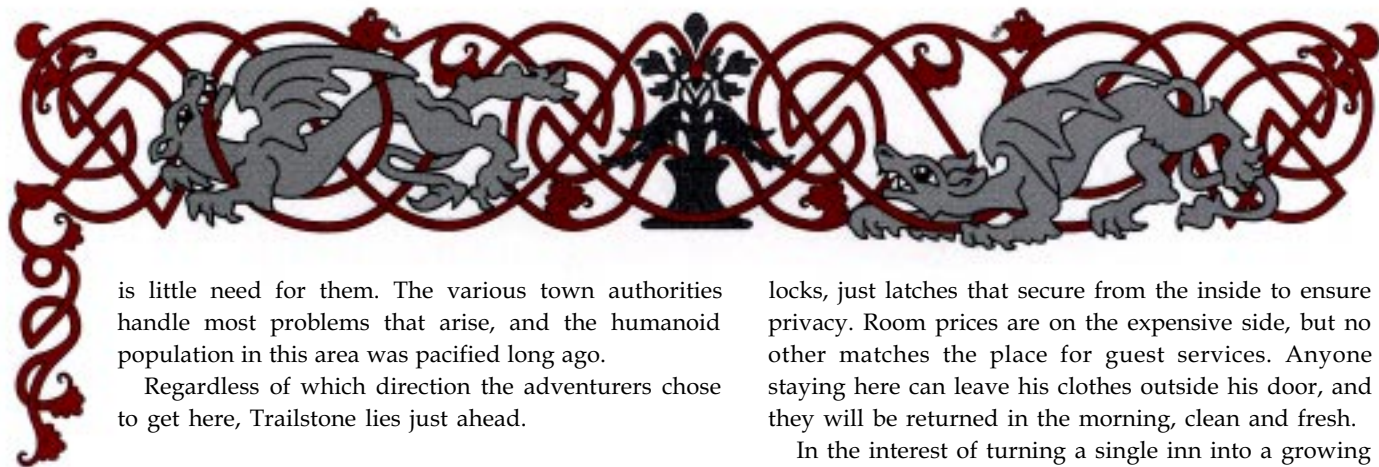 is little need for them. The various town authorities
handle most problems that arise, and the humanoid
population in this area was pacified long ago.
Regardless of which direction the adventurers chose
to get here, Trailstone lies just ahead.
locks, just latches that secure from the inside to ensure
privacy. Room prices are on the expensive side, but no
other matches the place for guest services. Anyone
staying here can leave his clothes outside his door, and
they will be returned in the morning, clean and fresh.
In the interest of turning a single inn into a growing